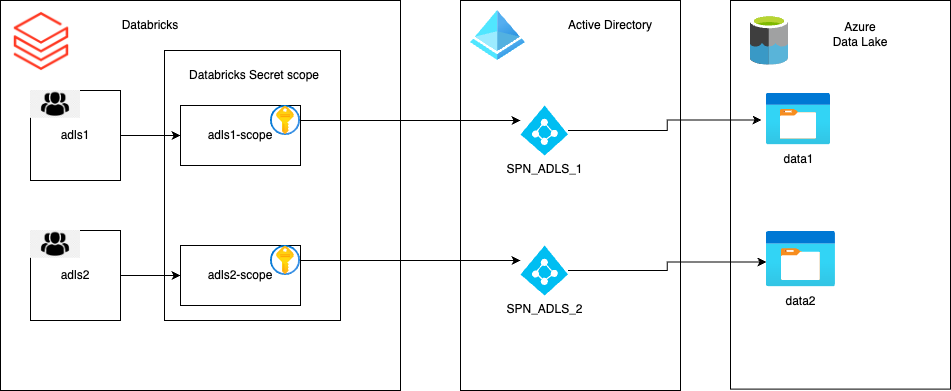 Databricks
Active Directory
Azure
Data Lake
Databricks Secret scope
adls1
adls1-scope
SPN_ADLS_1
data1
adls2
adls2-scope
SPN_ADLS_2
data2